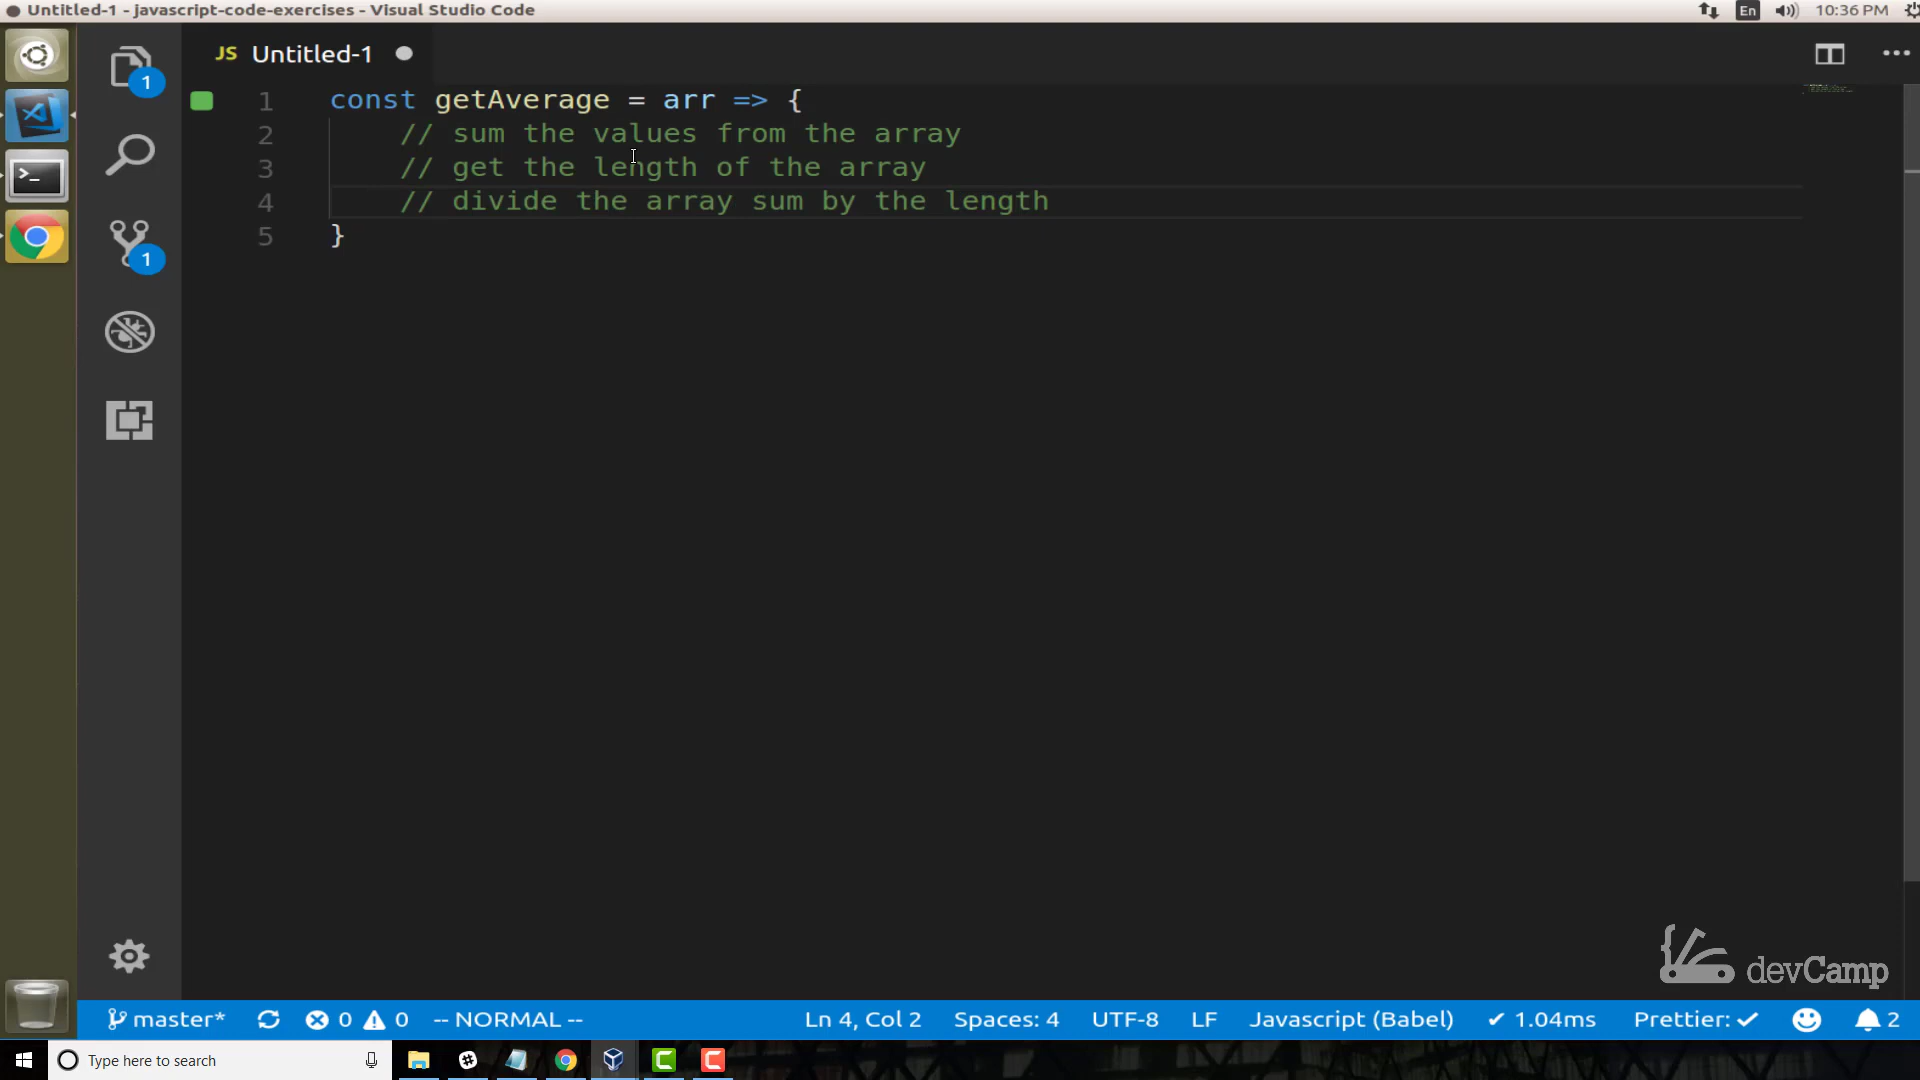 Untitled-1 - javascript-code-exercises - Visual Studio Code
En
10:36 PM
JS Untitled-1
1
1 const getAverage = arr => {
2 // sum the values from the array
3 // get the length of the array
4 // divide the array sum by the length
5 }
1
>_
devCamp
master* 0 0 -- NORMAL -- Ln 4, Col 2 Spaces: 4 UTF-8 LF Javascript (Babel) ✔ 1.04ms Prettier: ✔ 2
Type here to search